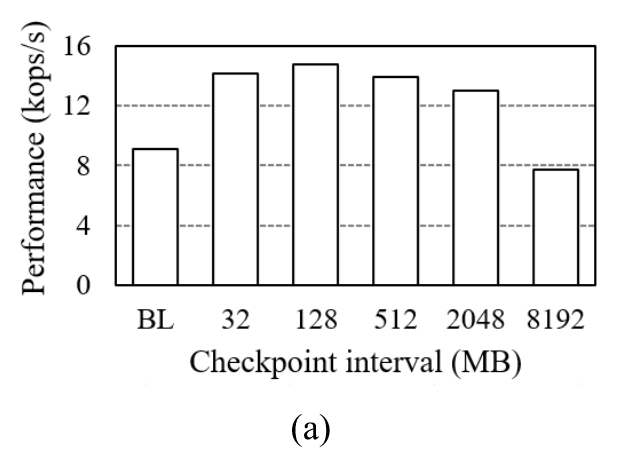 Performance (kops/s)
16
12
8
4
0
BL 32 128 512 2048 8192
Checkpoint interval (MB)
(a)